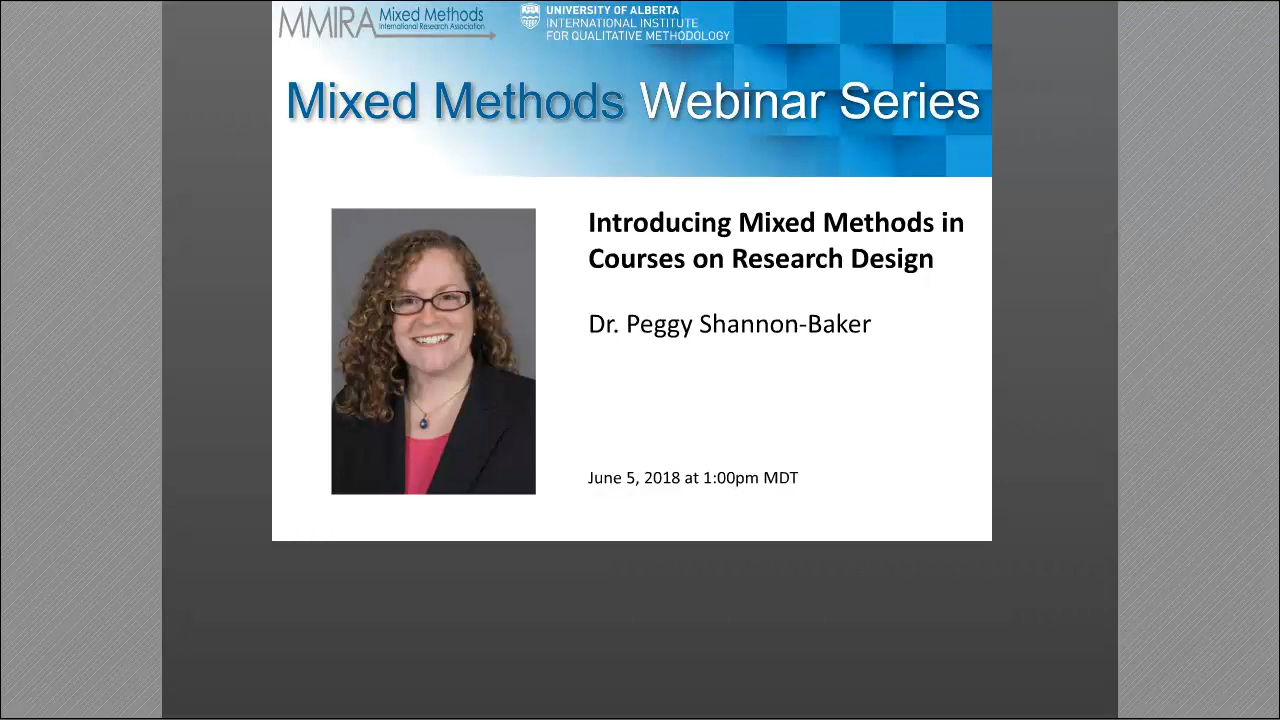 MMIRA Mixed Methods
International Research Association
UNIVERSITY OF ALBERTA
INTERNATIONAL INSTITUTE
FOR QUALITATIVE METHODOLOGY
Mixed Methods Webinar Series
Introducing Mixed Methods in
Courses on Research Design
Dr. Peggy Shannon-Baker
June 5, 2018 at 1:00pm MDT